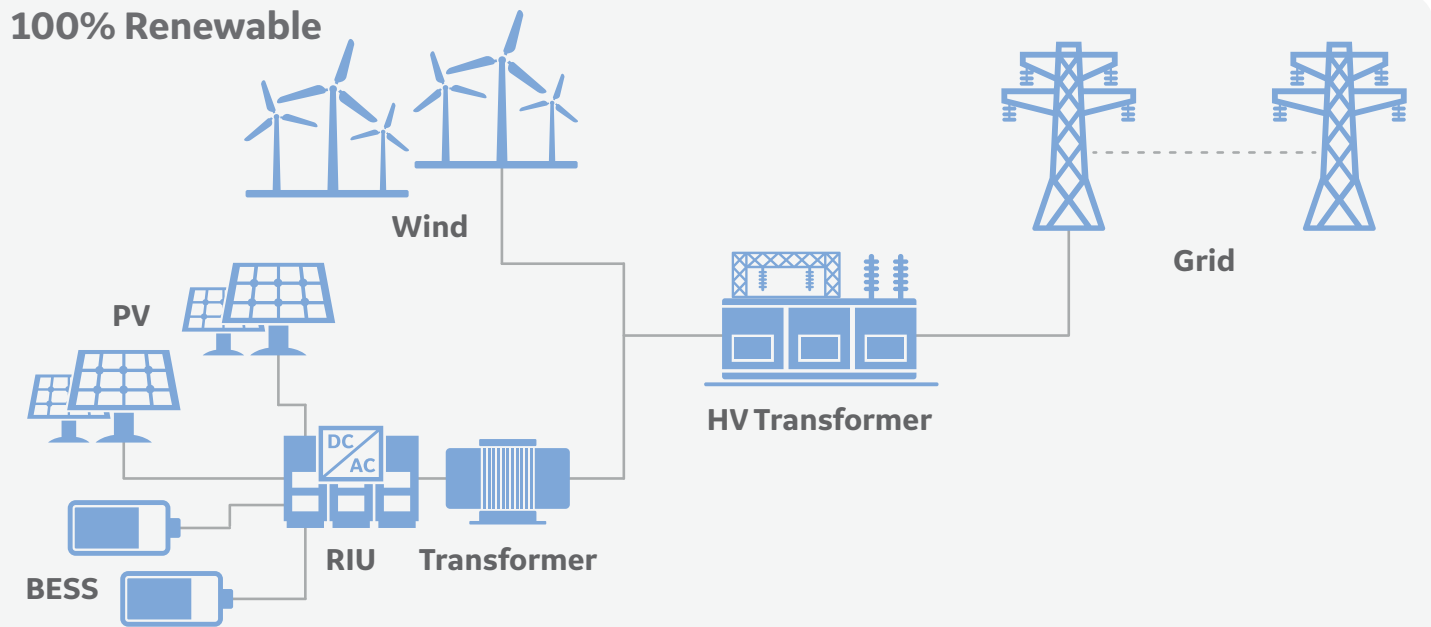 100% Renewable
Wind
Grid
PV
HV Transformer
DC
AC
RIU
Transformer
BESS